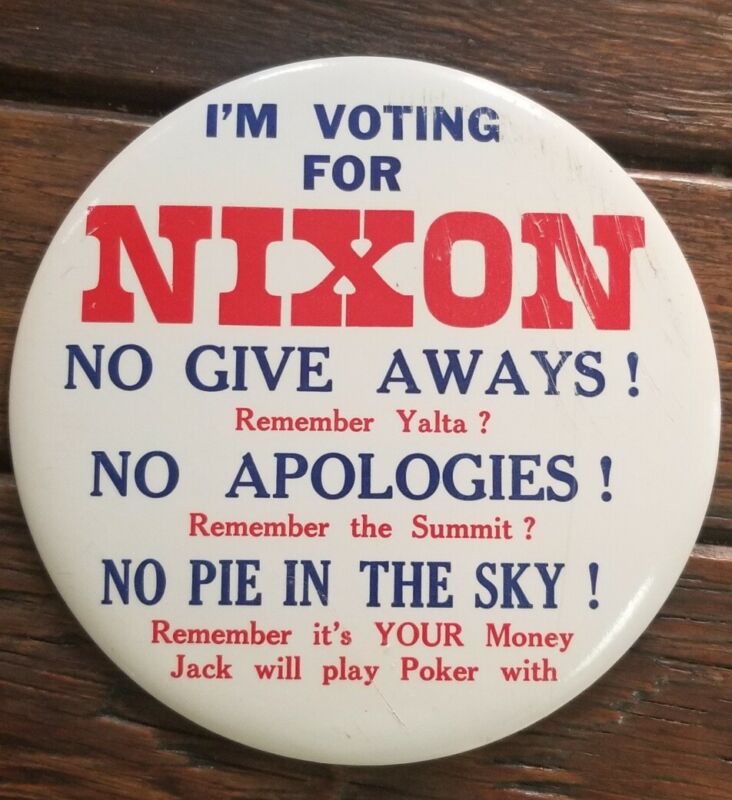 I'M VOTING
FOR
NIXON
NO GIVE AWAYS !
Remember Yalta ?
NO APOLOGIES !
Remember the Summit ?
NO PIE IN THE SKY !
Remember it's YOUR Money
Jack will play Poker with